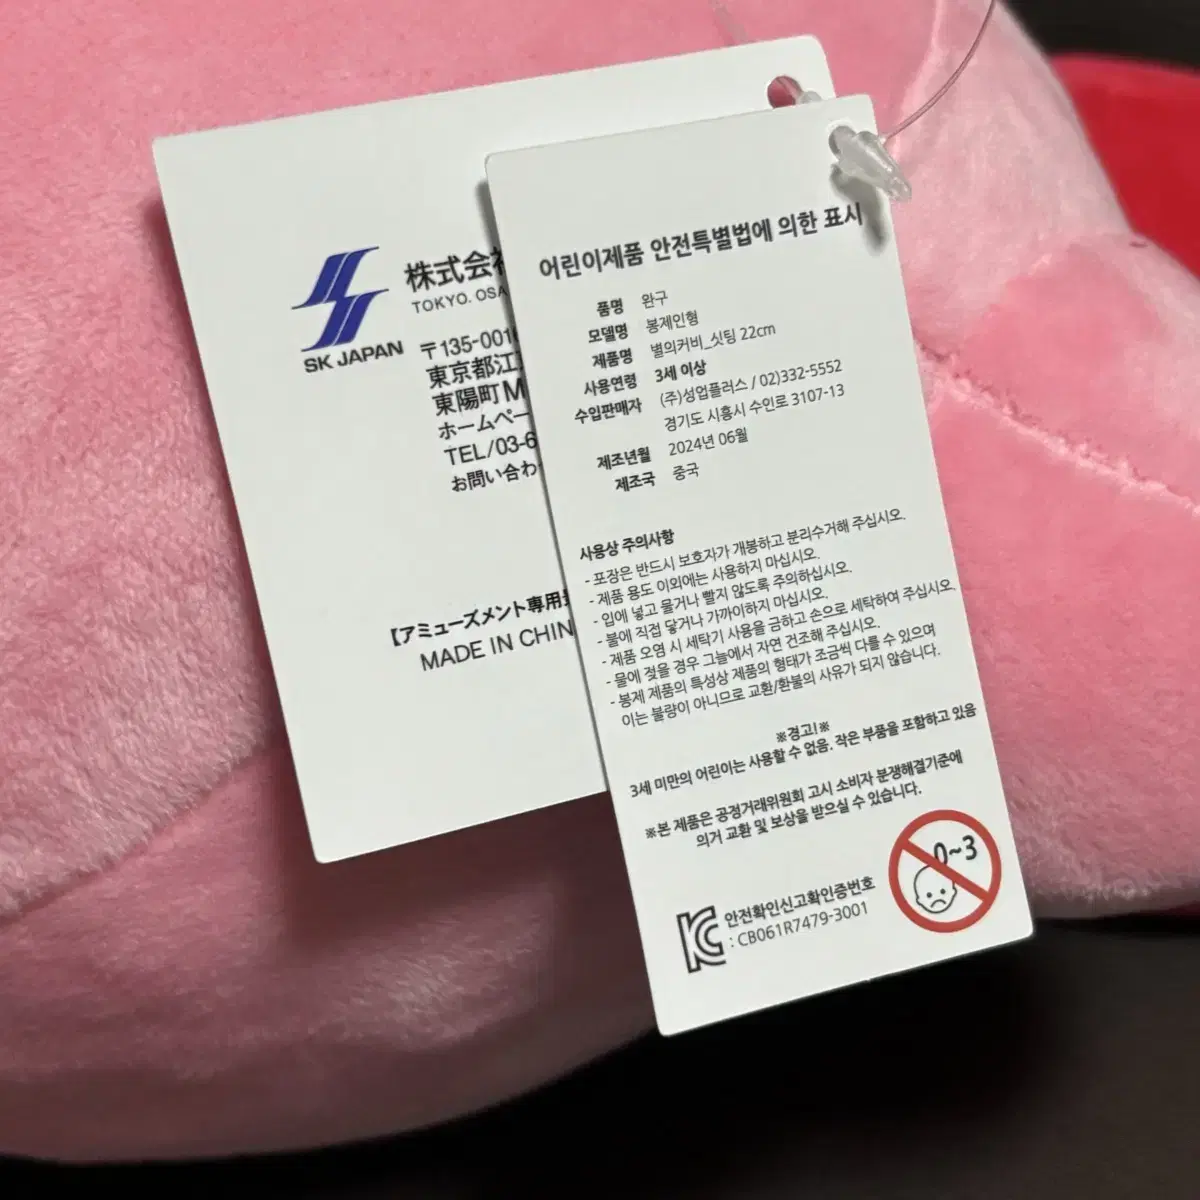 株式会
TOKYO. OSA
SK JAPAN
〒135-001
東京都江
東陽町M
ホームペー
TEL/03-6
お問い合わ
【アミューズメント専用
MADE IN CHIN
어린이제품 안전특별법에 의한 표시
품명 완구
모델명 봉제인형
제품명 별의커비_싯팅 22cm
사용연령 3세 이상
수입판매자 (주)성업플러스 / 02)332-5552
경기도 시흥시 수인로 3107-13
제조년월 2024년 06월
제조국 중국
사용상 주의사항
- 포장은 반드시 보호자가 개봉하고 분리수거해 주십시오.
- 제품 용도 이외에는 사용하지 마십시오.
- 입에 넣고 물거나 빨지 않도록 주의하십시오.
- 불에 직접 닿거나 가까이하지 마십시오.
- 제품 오염 시 세탁기 사용을 금하고 손으로 세탁하여 주십시오.
- 물에 젖을 경우 그늘에서 자연 건조해 주십시오.
- 봉제 제품의 특성상 제품의 형태가 조금씩 다를 수 있으며
이는 불량이 아니므로 교환/환불의 사유가 되지 않습니다.
※경고!※
3세 미만의 어린이는 사용할 수 없음. 작은 부품을 포함하고 있음
※본 제품은 공정거래위원회 고시 소비자 분쟁해결기준에
의거 교환 및 보상을 받으실 수 있습니다.
0~3
안전확인신고확인증번호
: CB061R7479-3001